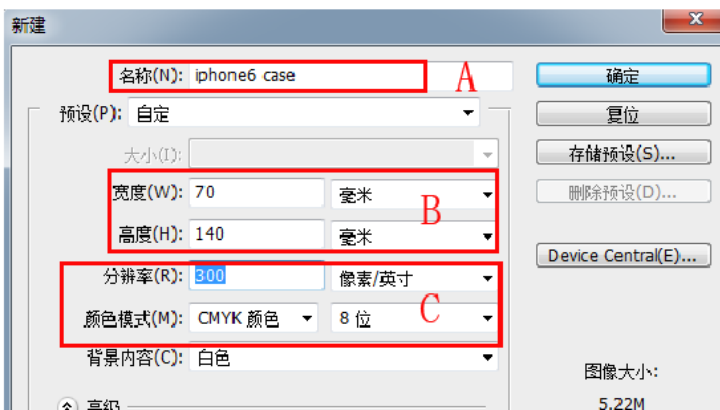 新建
名称(N): iphone6 case A
确定
预设(P): 自定
复位
大小(I):
存储预设(S)...
宽度(W): 70 毫米
删除预设(D)...
B
高度(H): 140 毫米
Device Central(E)...
分辨率(R): 300 像素/英寸
颜色模式(M): CMYK 颜色 8 位
C
背景内容(C): 白色
图像大小:
高级
5.22M